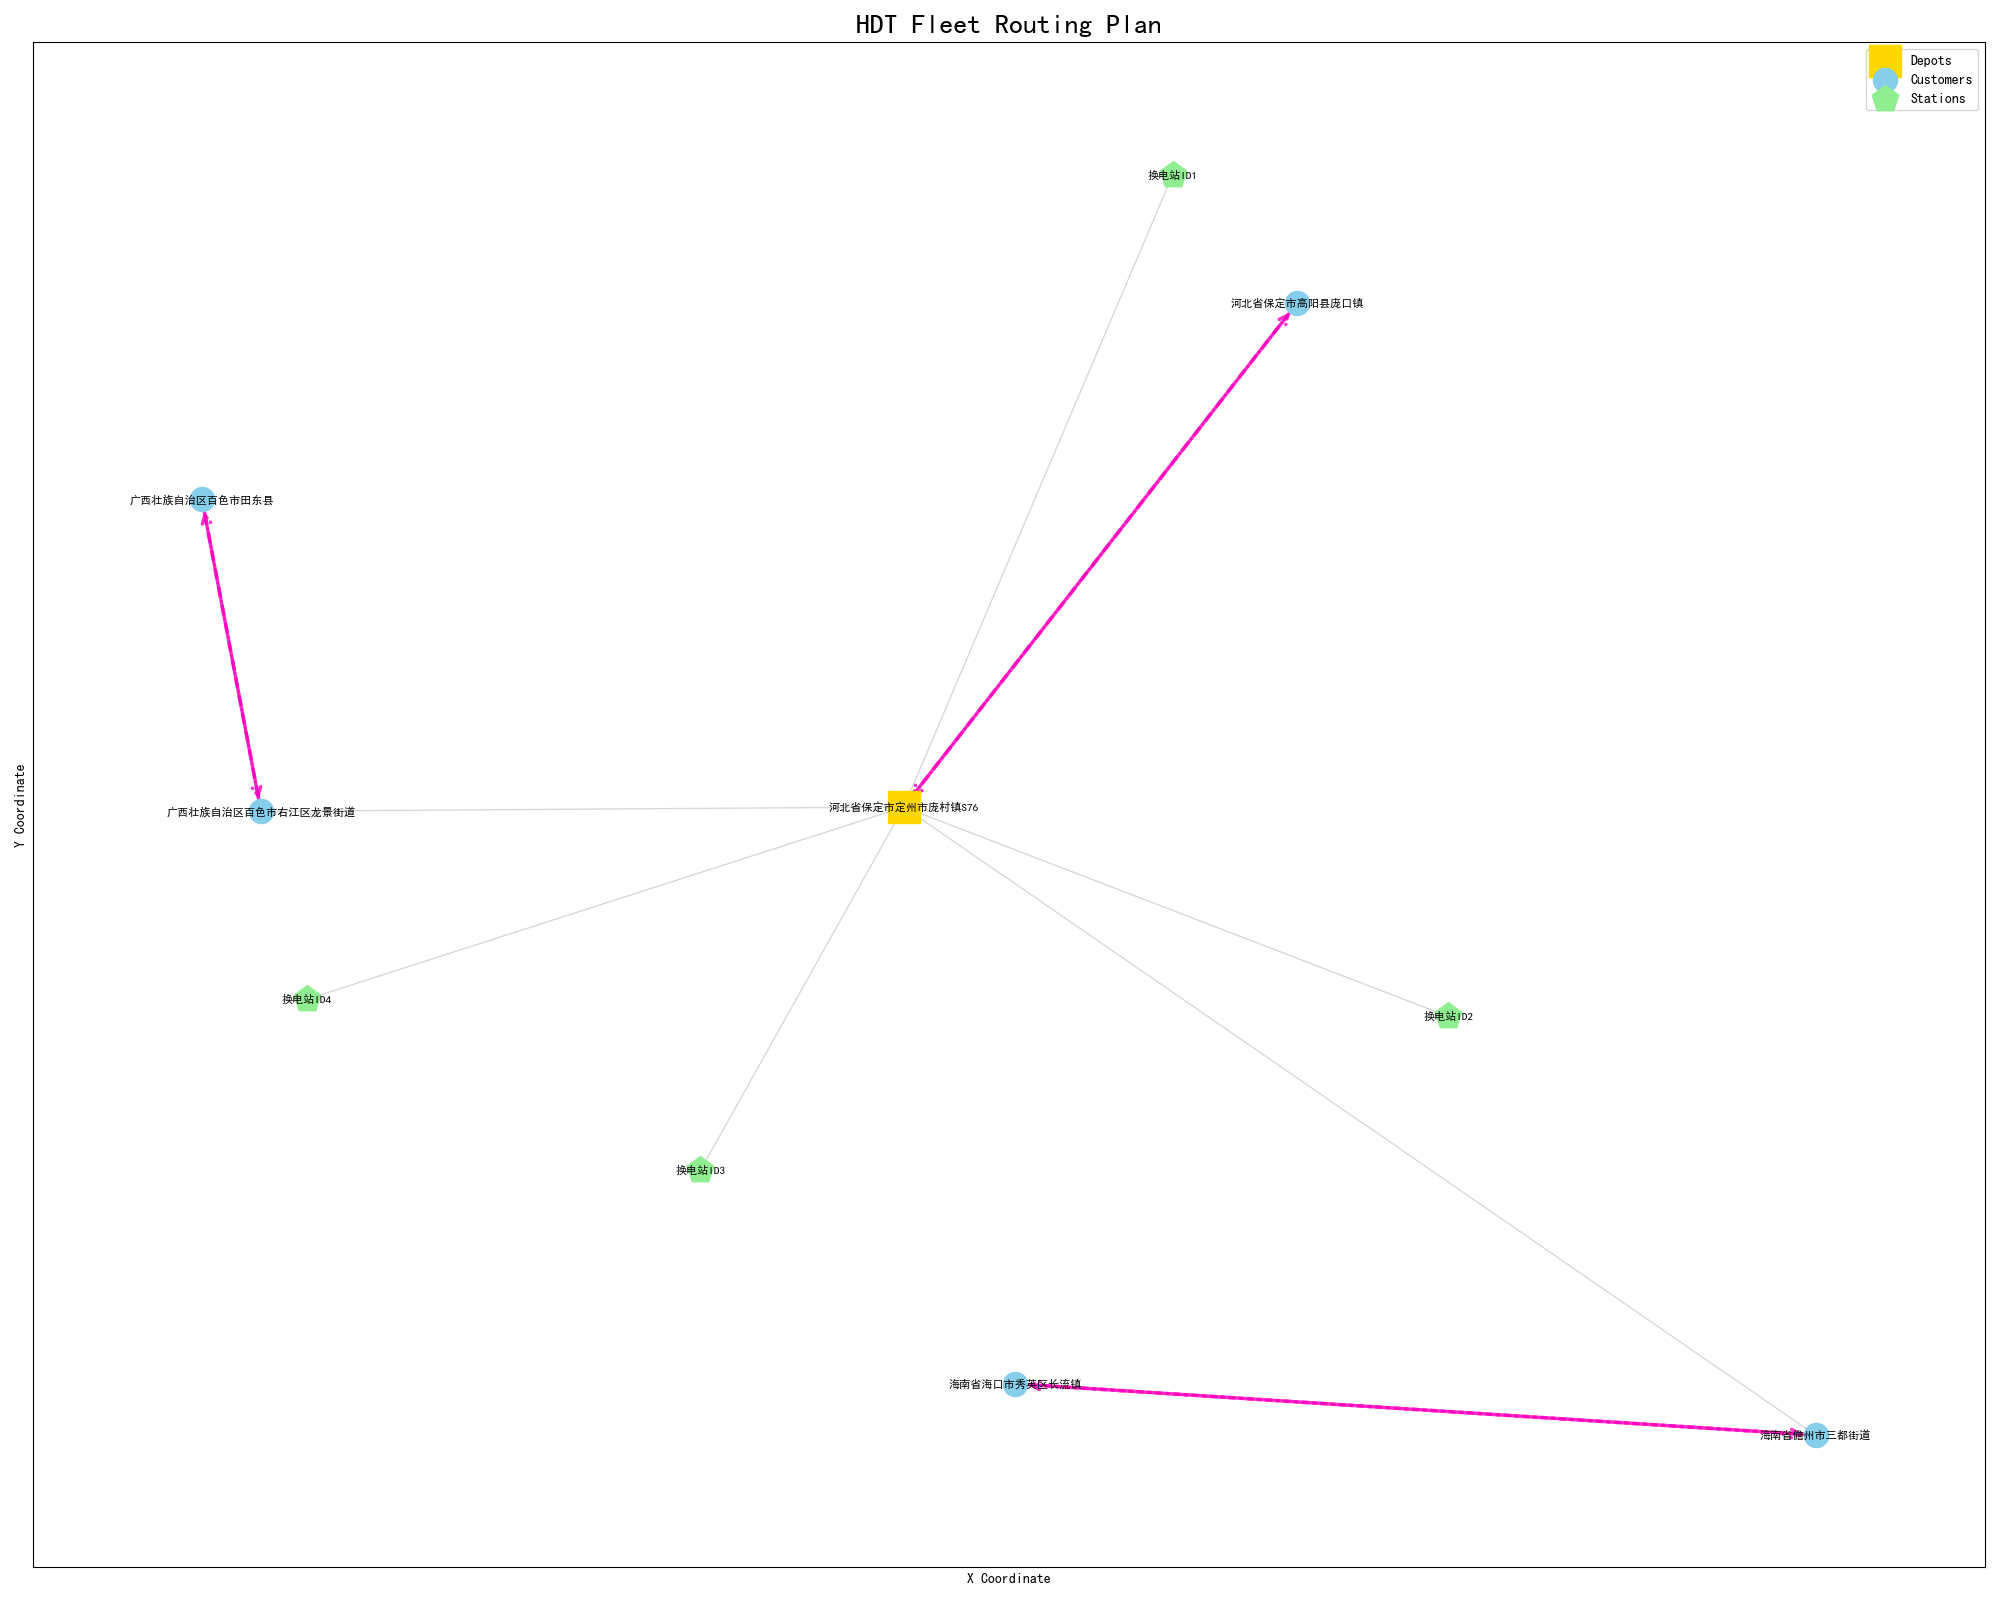 HDT Fleet Routing Plan
Depots
Customers
Stations
换电站ID1
河北省保定市高阳县庞口镇
广西壮族自治区百色市田东县
河北省保定市定州市庞村镇S76
广西壮族自治区百色市右江区龙景街道
换电站ID4
换电站ID2
换电站ID3
海南省海口市秀英区长流镇
海南省儋州市三都街道
Y Coordinate
X Coordinate